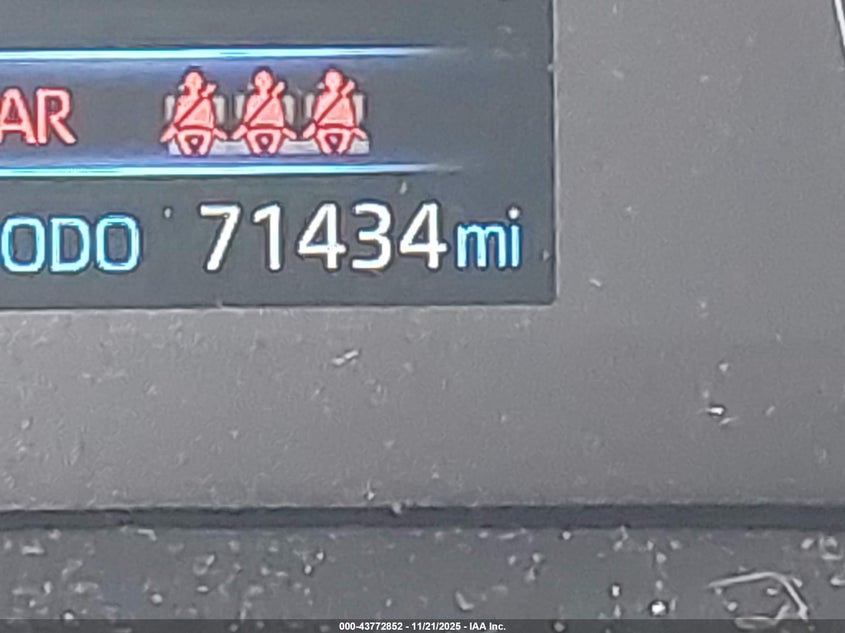 AR
ODO 71434 mi
000-43772852 - 11/21/2025 - IAA Inc.